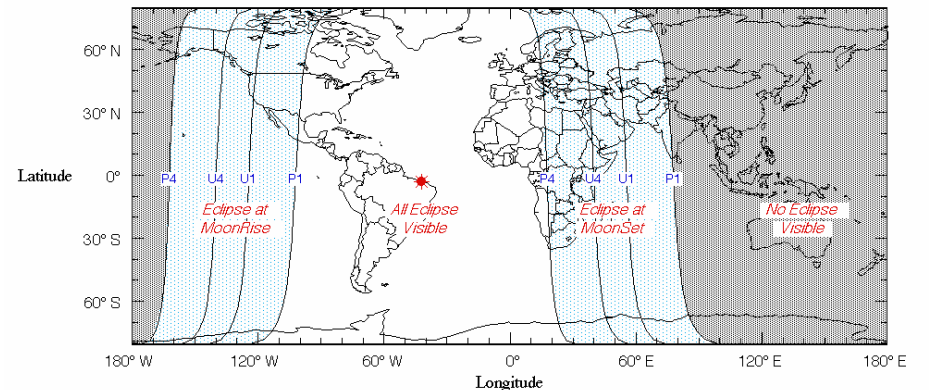 60° N
30° N
Latitude
0°
P4 U4 U1 P1 P4 U4 U1 P1
Eclipse at MoonRise
All Eclipse Visible
Eclipse at MoonSet
No Eclipse Visible
30° S
60° S
180° W 120° W 60° W 0° 60° E 120° E 180° E
Longitude